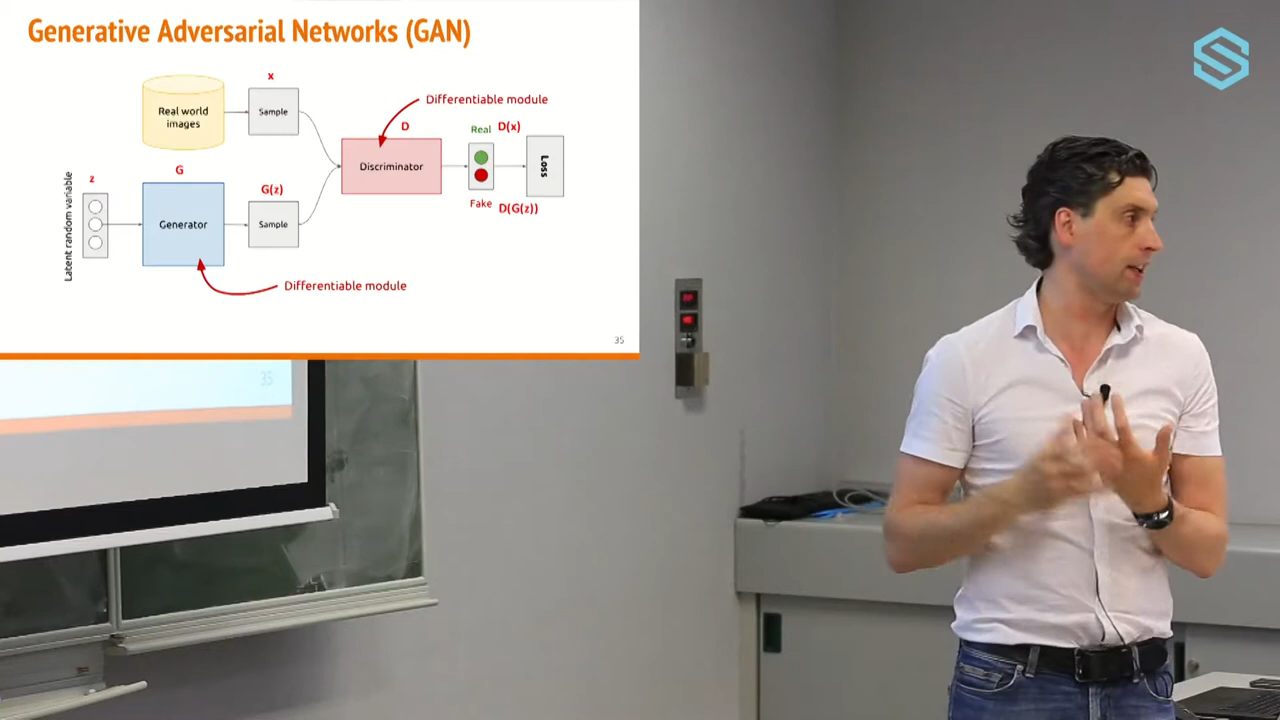 Generative Adversarial Networks (GAN)
x
Real world
images
Sample
Differentiable module
D
Discriminator
Real
D(x)
Loss
Fake
D(G(z))
Latent random variable
z
G
Generator
G(z)
Sample
Differentiable module
35
35